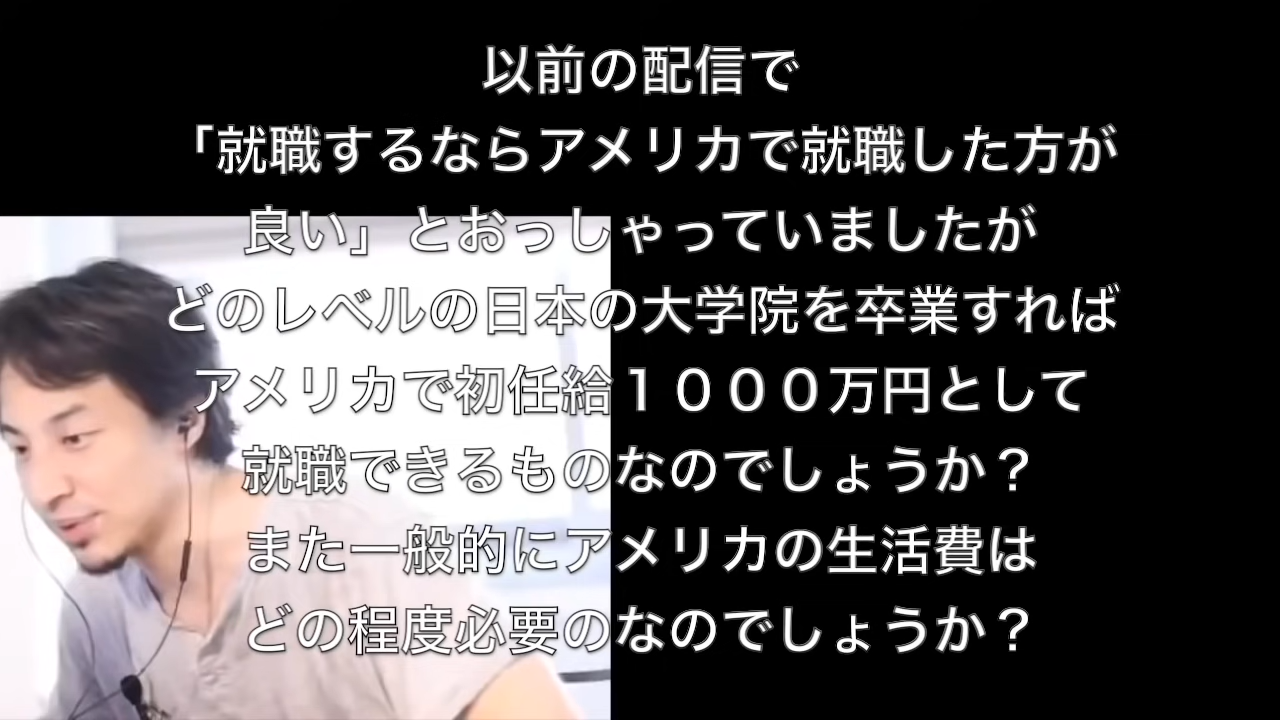 以前の配信で
「就職するならアメリカで就職した方が
良い」とおっしゃっていましたが
どのレベルの日本の大学院を卒業すれば
アメリカで初任給１０００万円として
就職できるものなのでしょうか？
また一般的にアメリカの生活費は
どの程度必要のなのでしょうか？